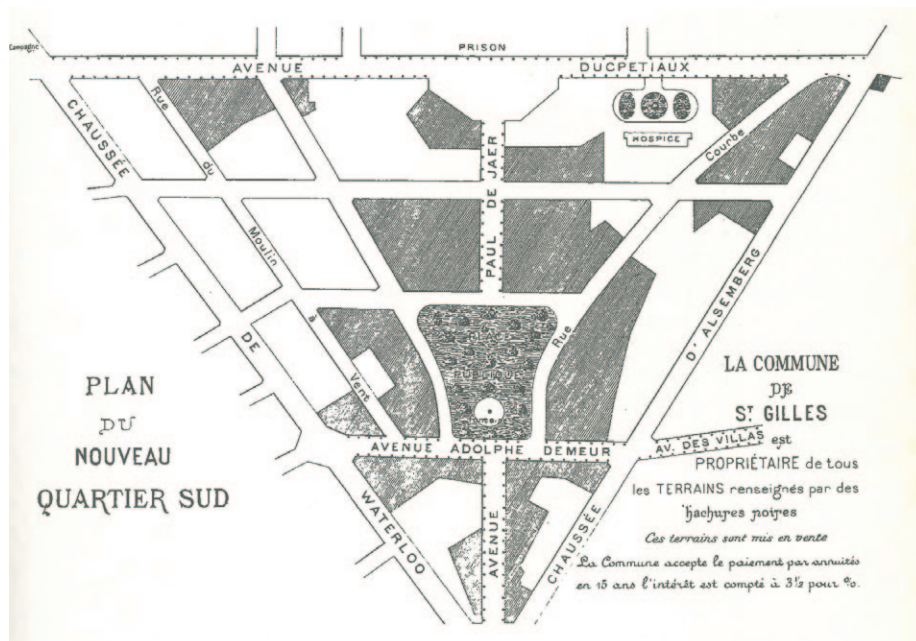 Campagne
PRISON
AVENUE DUCPETIAUX
HOSPICE
CHAUSSÉE DE WATERLOO
Rue du Moulin à Vent
PAUL DE JAER
Rue Courbe
CHAUSSÉE D'ALSEMBERG
AVENUE ADOLPHE DEMEUR
AV. DES VILLAS
AVENUE
PLAN
DU
NOUVEAU
QUARTIER SUD
LA COMMUNE
DE
ST GILLES
est
PROPRIÉTAIRE de tous
les TERRAINS renseignés par des
hachures noires
Ces terrains sont mis en vente
La Commune accepte le paiement par annuités
en 15 ans l'intérêt est compté à 3½ pour %.